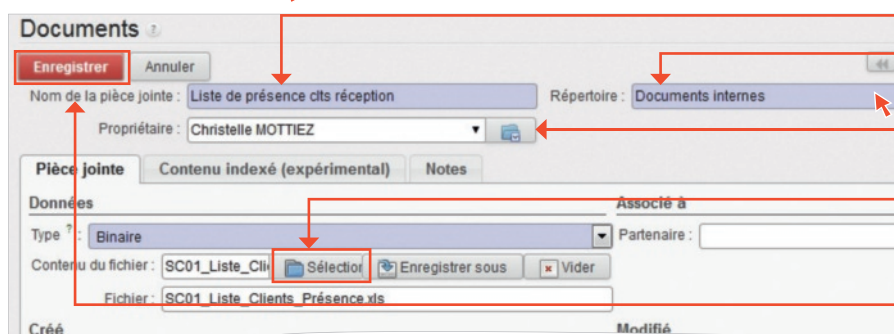 Documents ?
Enregistrer Annuler
Nom de la pièce jointe : Liste de présence clts réception Répertoire : Documents internes
Propriétaire : Christelle MOTTIEZ
Pièce jointe Contenu indexé (expérimental) Notes
Données Associé à
Type ? : Binaire Partenaire :
Contenu du fichier : SC01_Liste_Clie Sélection Enregistrer sous Vider
Fichier : SC01_Liste_Clients_Présence.xls
Créé Modifié